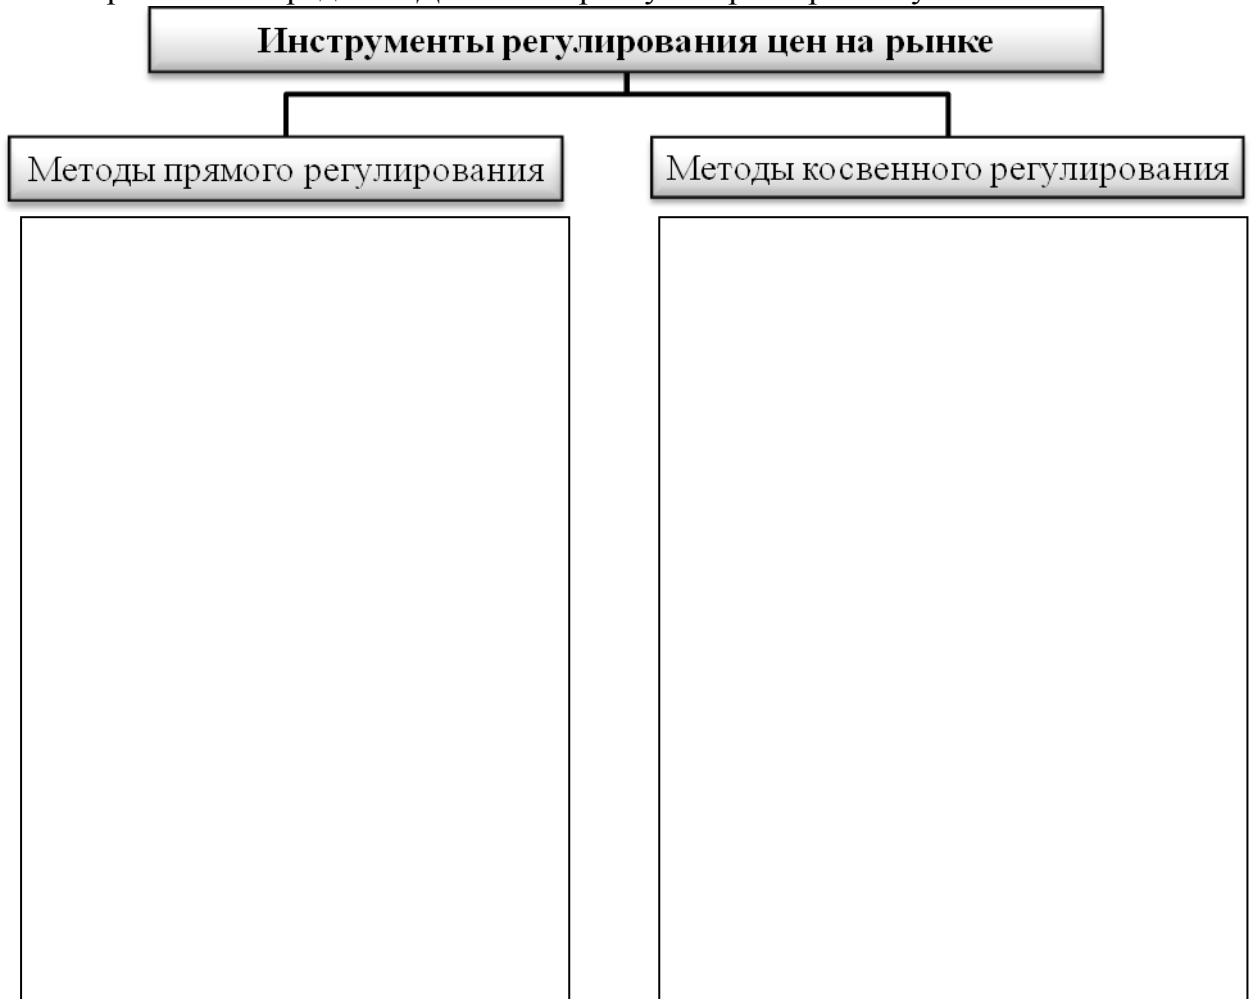 Инструменты регулирования цен на рынке
Методы прямого регулирования
Методы косвенного регулирования